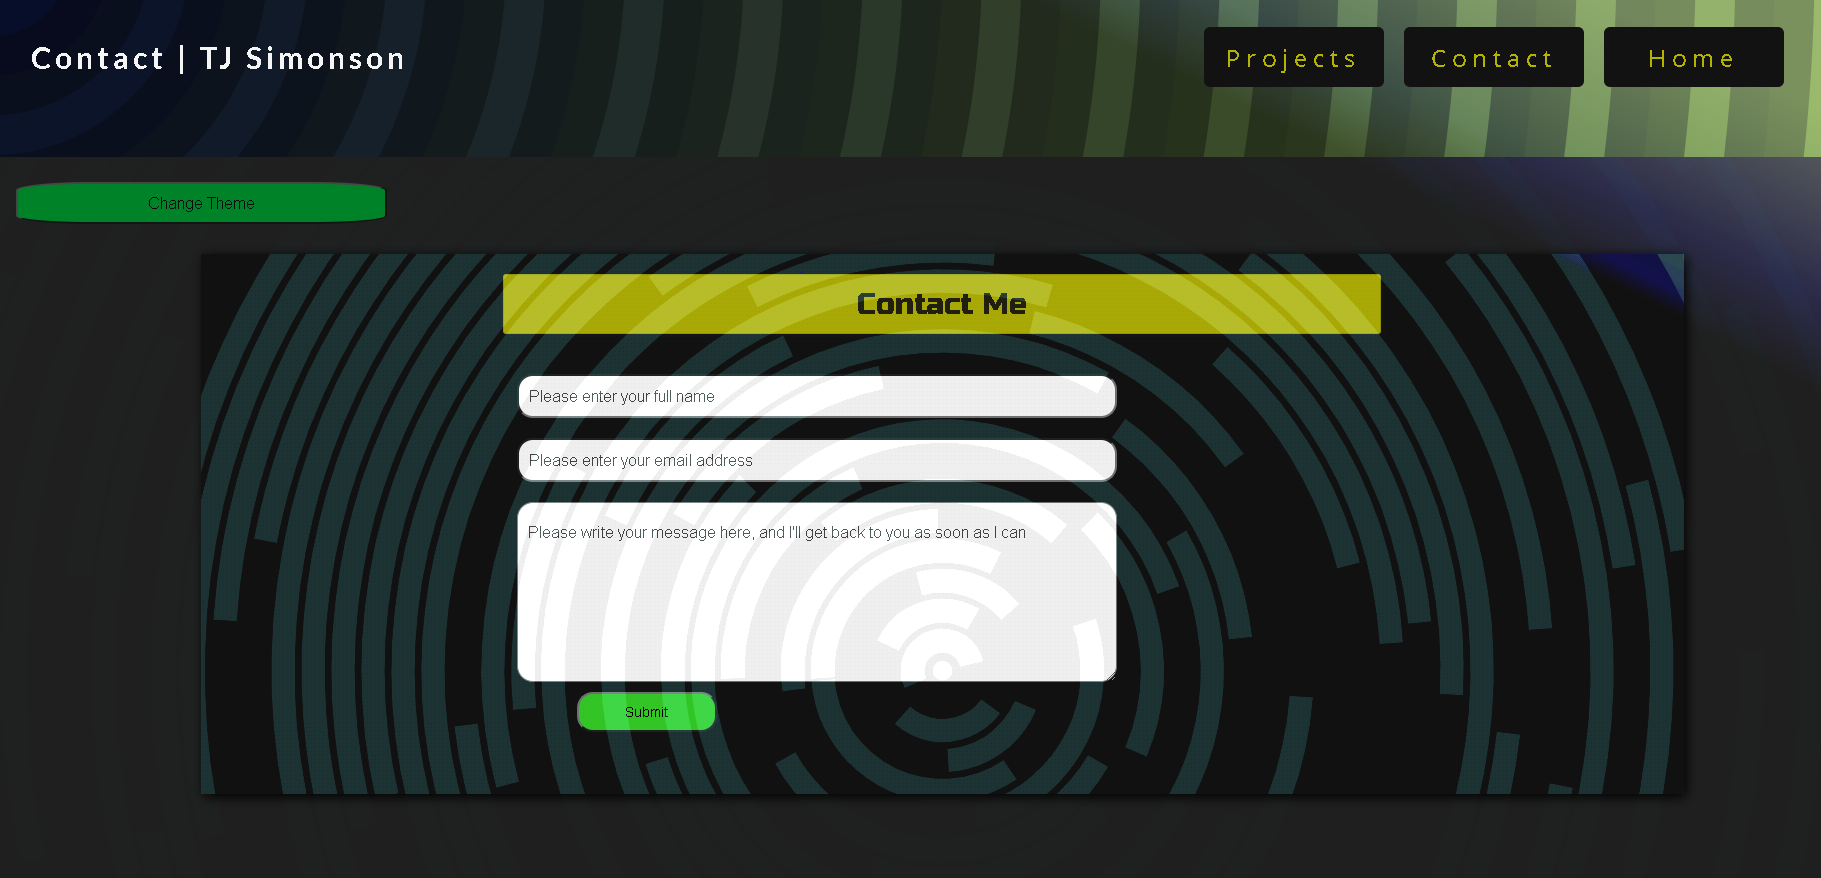 Contact | TJ Simonson
Projects
Contact
Home
Change Theme
Contact Me
Please enter your full name
Please enter your email address
Please write your message here, and I'll get back to you as soon as I can
Submit